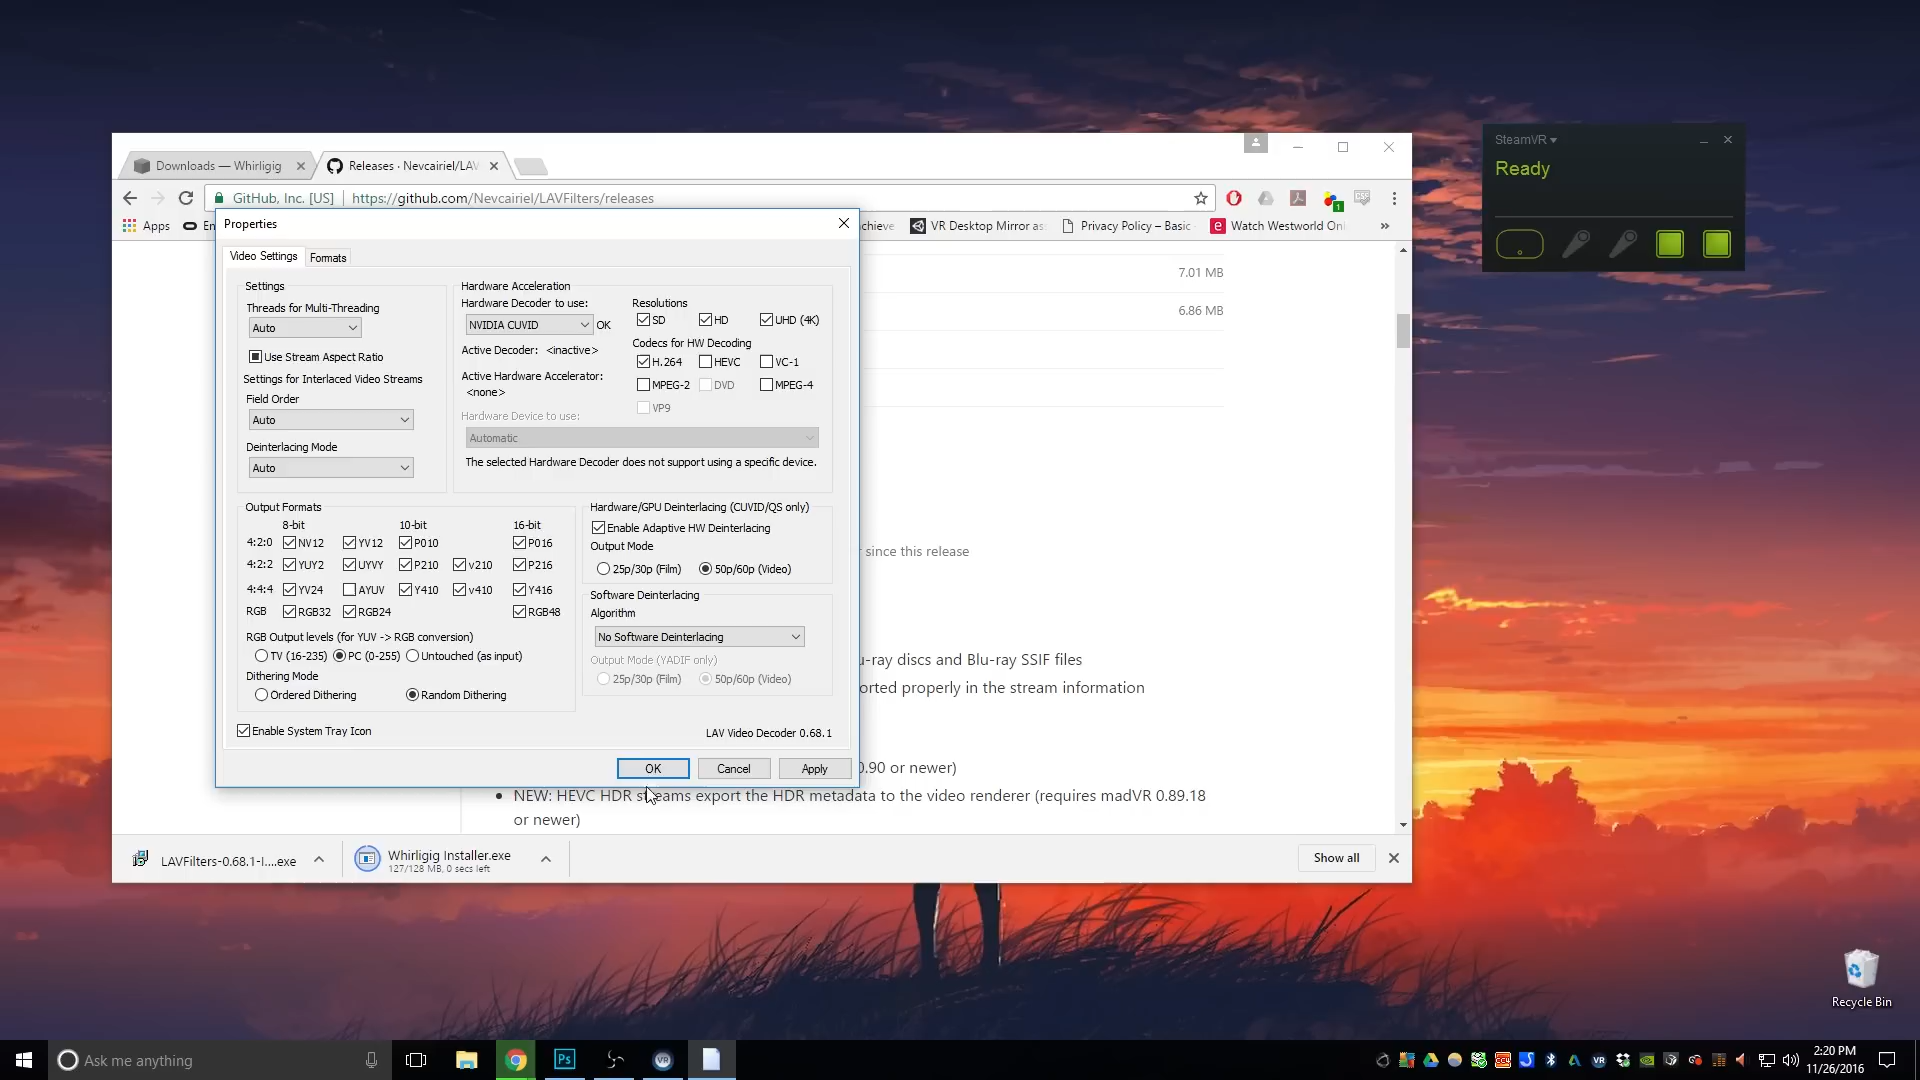 SteamVR
Ready
Downloads — Whirligig
Releases · Nevcairiel/LAV
GitHub, Inc. [US]
https://github.com/Nevcairiel/LAVFilters/releases
Apps
En
chieve
VR Desktop Mirror as
Privacy Policy – Basic
Watch Westworld Onl
»
Properties
Video Settings
Formats
Settings
Threads for Multi-Threading
Auto
Use Stream Aspect Ratio
Settings for Interlaced Video Streams
Field Order
Auto
Deinterlacing Mode
Auto
Hardware Acceleration
Hardware Decoder to use:
NVIDIA CUVID
OK
Active Decoder: <inactive>
Active Hardware Accelerator:
<none>
Hardware Device to use:
Automatic
The selected Hardware Decoder does not support using a specific device.
Resolutions
SD HD UHD (4K)
Codecs for HW Decoding
H.264 HEVC VC-1
MPEG-2 DVD MPEG-4
VP9
Output Formats
8-bit 10-bit 16-bit
4:2:0 NV12 YV12 P010 P016
4:2:2 YUY2 UYVY P210 v210 P216
4:4:4 YV24 AYUV Y410 v410 Y416
RGB RGB32 RGB24 RGB48
RGB Output levels (for YUV -> RGB conversion)
TV (16-235) PC (0-255) Untouched (as input)
Dithering Mode
Ordered Dithering Random Dithering
Hardware/GPU Deinterlacing (CUVID/QS only)
Enable Adaptive HW Deinterlacing
Output Mode
25p/30p (Film) 50p/60p (Video)
Software Deinterlacing
Algorithm
No Software Deinterlacing
Output Mode (YADIF only)
25p/30p (Film) 50p/60p (Video)
Enable System Tray Icon
LAV Video Decoder 0.68.1
OK
Cancel
Apply
7.01 MB
6.86 MB
since this release
u-ray discs and Blu-ray SSIF files
orted properly in the stream information
0.90 or newer)
NEW: HEVC HDR streams export the HDR metadata to the video renderer (requires madVR 0.89.18
or newer)
LAVFilters-0.68.1-I....exe
Whirligig Installer.exe
127/128 MB, 0 secs left
Show all
Recycle Bin
Ask me anything
Ps
VR
VR
2:20 PM
11/26/2016